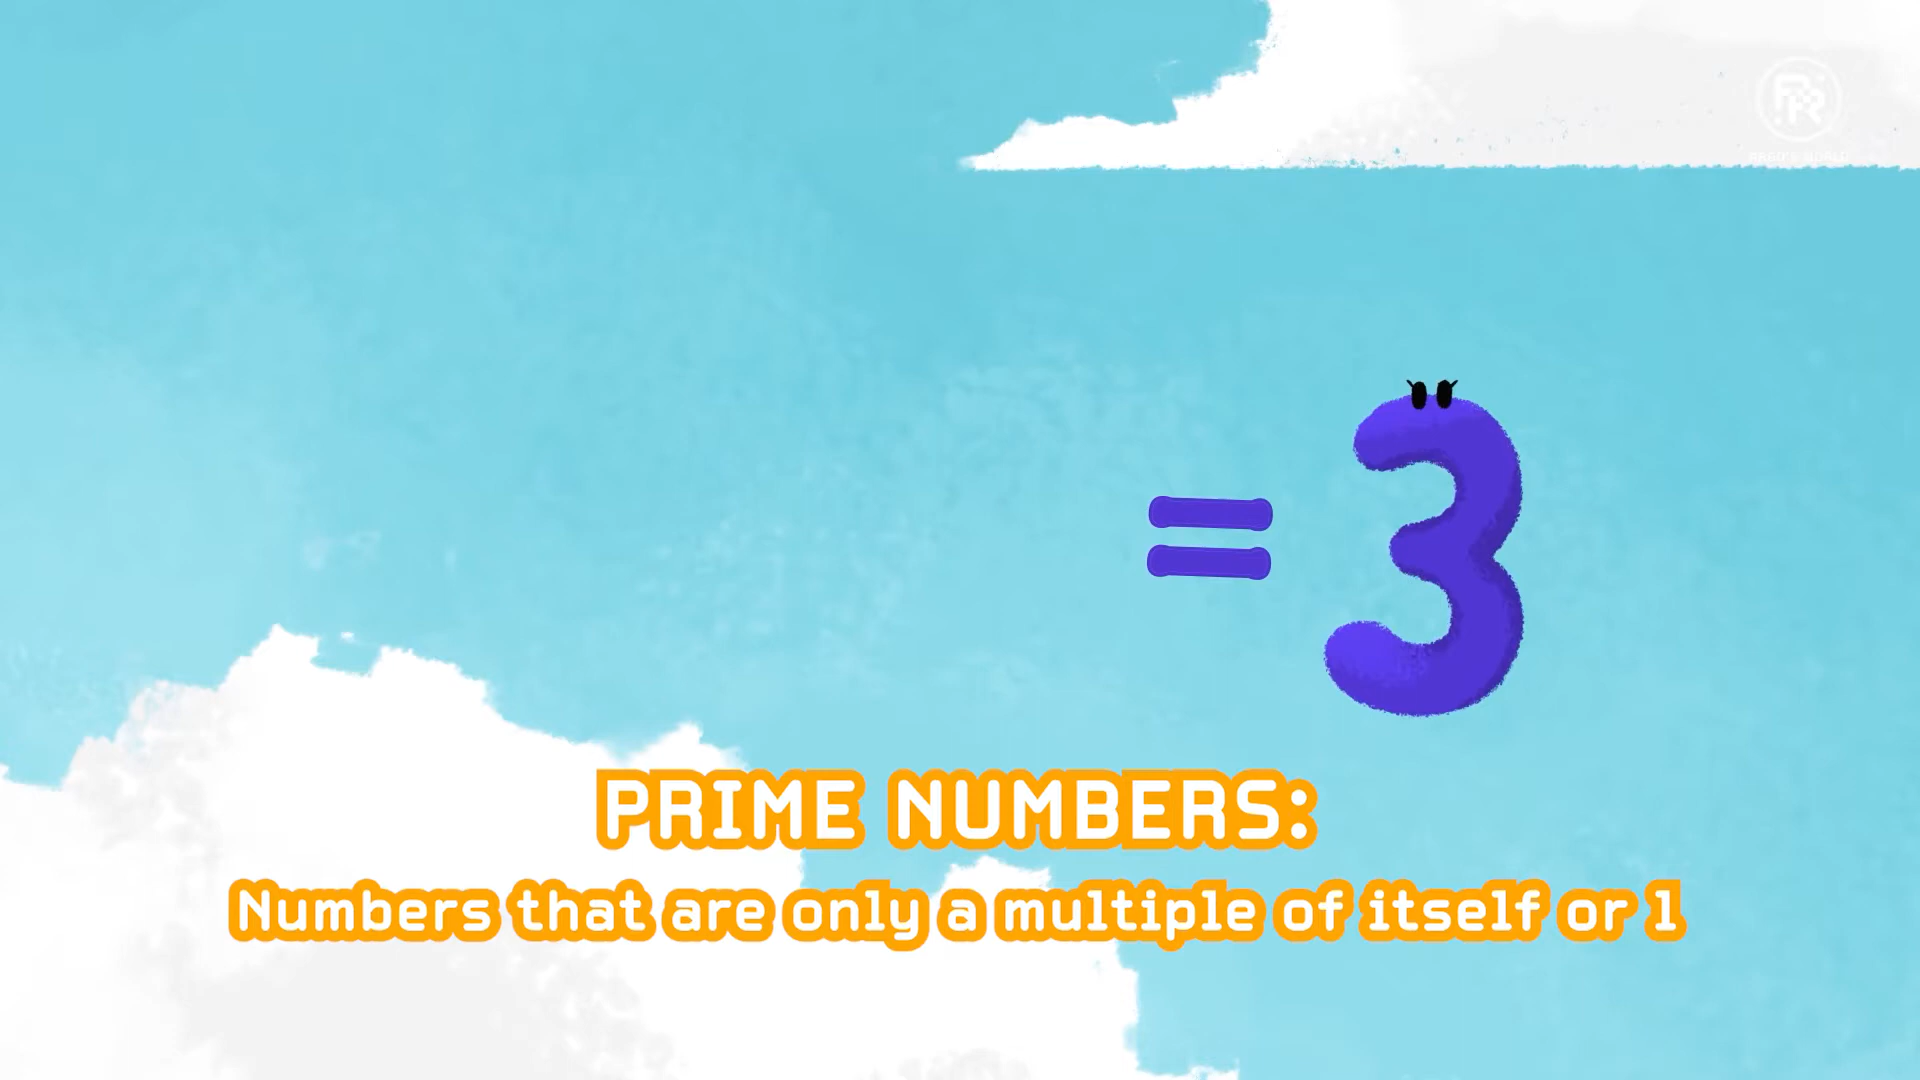 = 3
PRIME NUMBERS:
Numbers that are only a multiple of itself or 1